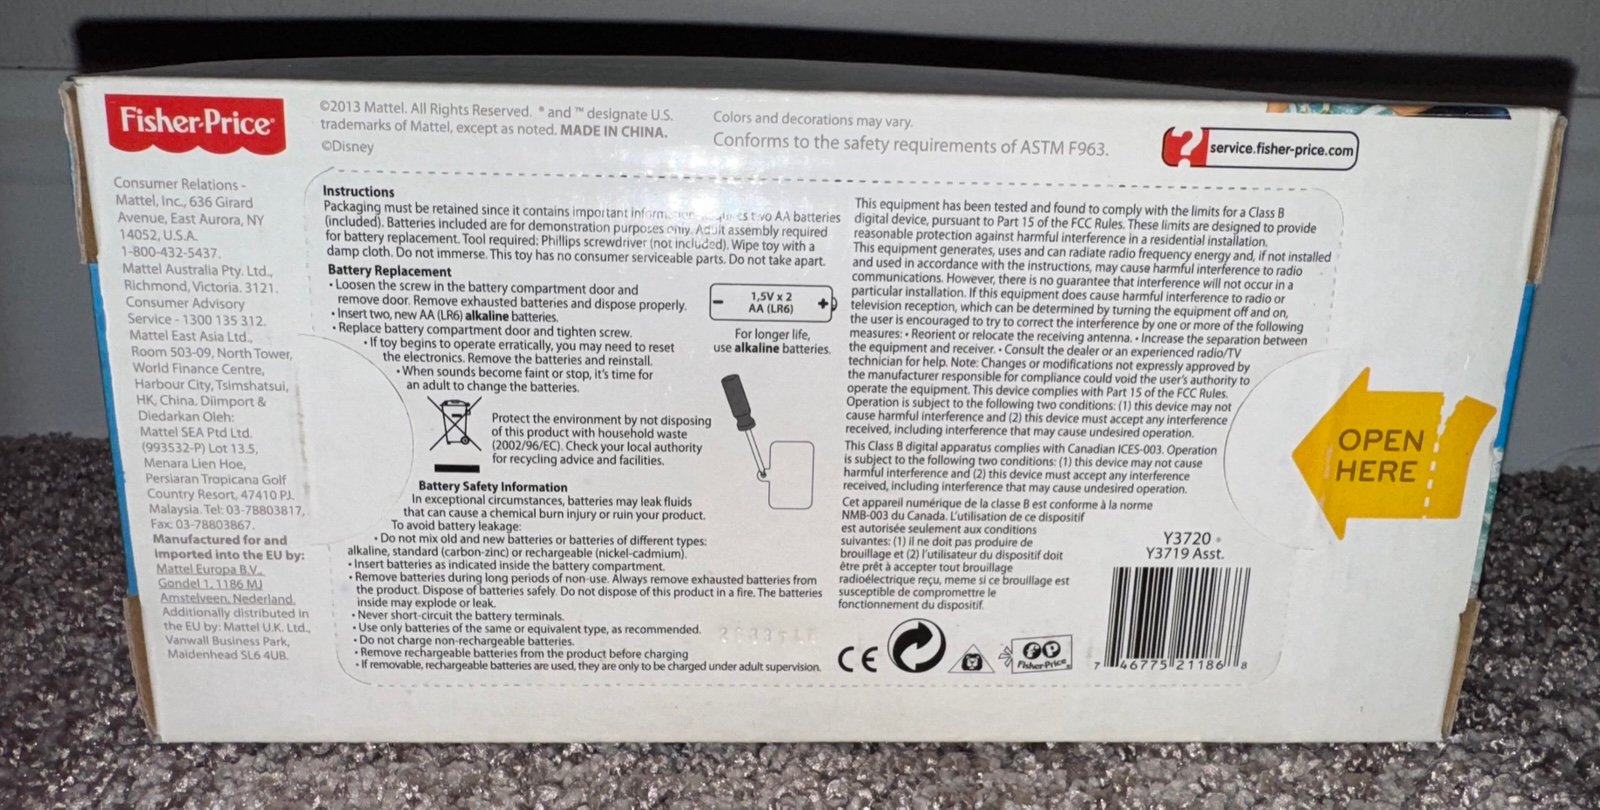 Fisher-Price®
©2013 Mattel. All Rights Reserved. ® and ™ designate U.S.
trademarks of Mattel, except as noted. MADE IN CHINA.
©Disney
Colors and decorations may vary.
Conforms to the safety requirements of ASTM F963.
? service.fisher-price.com
Consumer Relations -
Mattel, Inc., 636 Girard
Avenue, East Aurora, NY
14052, U.S.A.
1-800-432-5437.
Mattel Australia Pty. Ltd.,
Richmond, Victoria. 3121.
Consumer Advisory
Service - 1300 135 312.
Mattel East Asia Ltd.,
Room 503-09, North Tower,
World Finance Centre,
Harbour City, Tsimshatsui,
HK, China. Diimport &
Diedarkan Oleh:
Mattel SEA Ptd Ltd.
(993532-P) Lot 13.5,
Menara Lien Hoe,
Persiaran Tropicana Golf
Country Resort, 47410 PJ.
Malaysia. Tel: 03-78803817,
Fax: 03-78803867.
Manufactured for and
imported into the EU by:
Mattel Europa B.V.,
Gondel 1, 1186 MJ
Amstelveen, Nederland.
Additionally distributed in
the EU by: Mattel U.K. Ltd.,
Vanwall Business Park,
Maidenhead SL6 4UB.
Instructions
Packaging must be retained since it contains important two AA batteries
(included). Batteries included are for demonstration purposes only. Adult assembly required
for battery replacement. Tool required: Phillips screwdriver (not included). Wipe toy with a
damp cloth. Do not immerse. This toy has no consumer serviceable parts. Do not take apart.
Battery Replacement
• Loosen the screw in the battery compartment door and
remove door. Remove exhausted batteries and dispose properly.
• Insert two, new AA (LR6) alkaline batteries.
• Replace battery compartment door and tighten screw.
• If toy begins to operate erratically, you may need to reset
the electronics. Remove the batteries and reinstall.
• When sounds become faint or stop, it's time for
an adult to change the batteries.
1,5V x 2
AA (LR6)
For longer life,
use alkaline batteries.
Protect the environment by not disposing
of this product with household waste
(2002/96/EC). Check your local authority
for recycling advice and facilities.
Battery Safety Information
In exceptional circumstances, batteries may leak fluids
that can cause a chemical burn injury or ruin your product.
To avoid battery leakage:
• Do not mix old and new batteries or batteries of different types:
alkaline, standard (carbon-zinc) or rechargeable (nickel-cadmium).
• Insert batteries as indicated inside the battery compartment.
• Remove batteries during long periods of non-use. Always remove exhausted batteries from
the product. Dispose of batteries safely. Do not dispose of this product in a fire. The batteries
inside may explode or leak.
• Never short-circuit the battery terminals.
• Use only batteries of the same or equivalent type, as recommended.
• Do not charge non-rechargeable batteries.
• Remove rechargeable batteries from the product before charging
• If removable, rechargeable batteries are used, they are only to be charged under adult supervision.
This equipment has been tested and found to comply with the limits for a Class B
digital device, pursuant to Part 15 of the FCC Rules. These limits are designed to provide
reasonable protection against harmful interference in a residential installation.
This equipment generates, uses and can radiate radio frequency energy and, if not installed
and used in accordance with the instructions, may cause harmful interference to radio
communications. However, there is no guarantee that interference will not occur in a
particular installation. If this equipment does cause harmful interference to radio or
television reception, which can be determined by turning the equipment off and on,
the user is encouraged to try to correct the interference by one or more of the following
measures: • Reorient or relocate the receiving antenna. • Increase the separation between
the equipment and receiver. • Consult the dealer or an experienced radio/TV
technician for help. Note: Changes or modifications not expressly approved by
the manufacturer responsible for compliance could void the user's authority to
operate the equipment. This device complies with Part 15 of the FCC Rules.
Operation is subject to the following two conditions: (1) this device may not
cause harmful interference and (2) this device must accept any interference
received, including interference that may cause undesired operation.
This Class B digital apparatus complies with Canadian ICES-003. Operation
is subject to the following two conditions: (1) this device may not cause
harmful interference and (2) this device must accept any interference
received, including interference that may cause undesired operation.
Cet appareil numérique de la classe B est conforme à la norme
NMB-003 du Canada. L'utilisation de ce dispositif
est autorisée seulement aux conditions
suivantes: (1) il ne doit pas produire de
brouillage et (2) l'utilisateur du dispositif doit
être prêt à accepter tout brouillage
radioélectrique reçu, meme si ce brouillage est
susceptible de compromettre le
fonctionnement du dispositif.
OPEN
HERE
Y3720
Y3719 Asst.
CE
FP
Fisher-Price
7 46775 21186 8